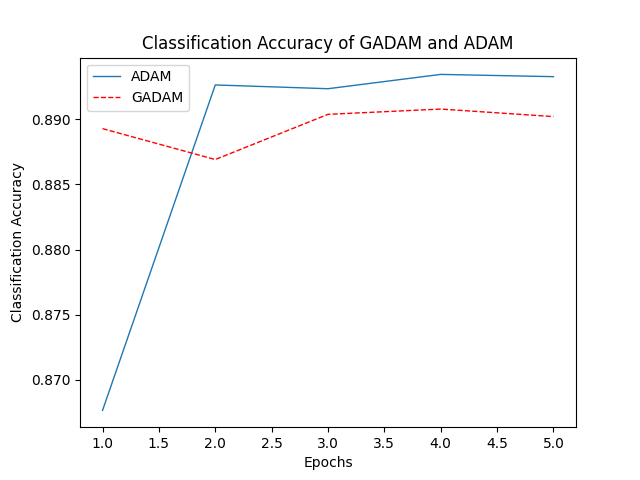 Classification Accuracy of GADAM and ADAM
ADAM
GADAM
0.890
0.885
0.880
0.875
0.870
Classification Accuracy
1.0 1.5 2.0 2.5 3.0 3.5 4.0 4.5 5.0
Epochs